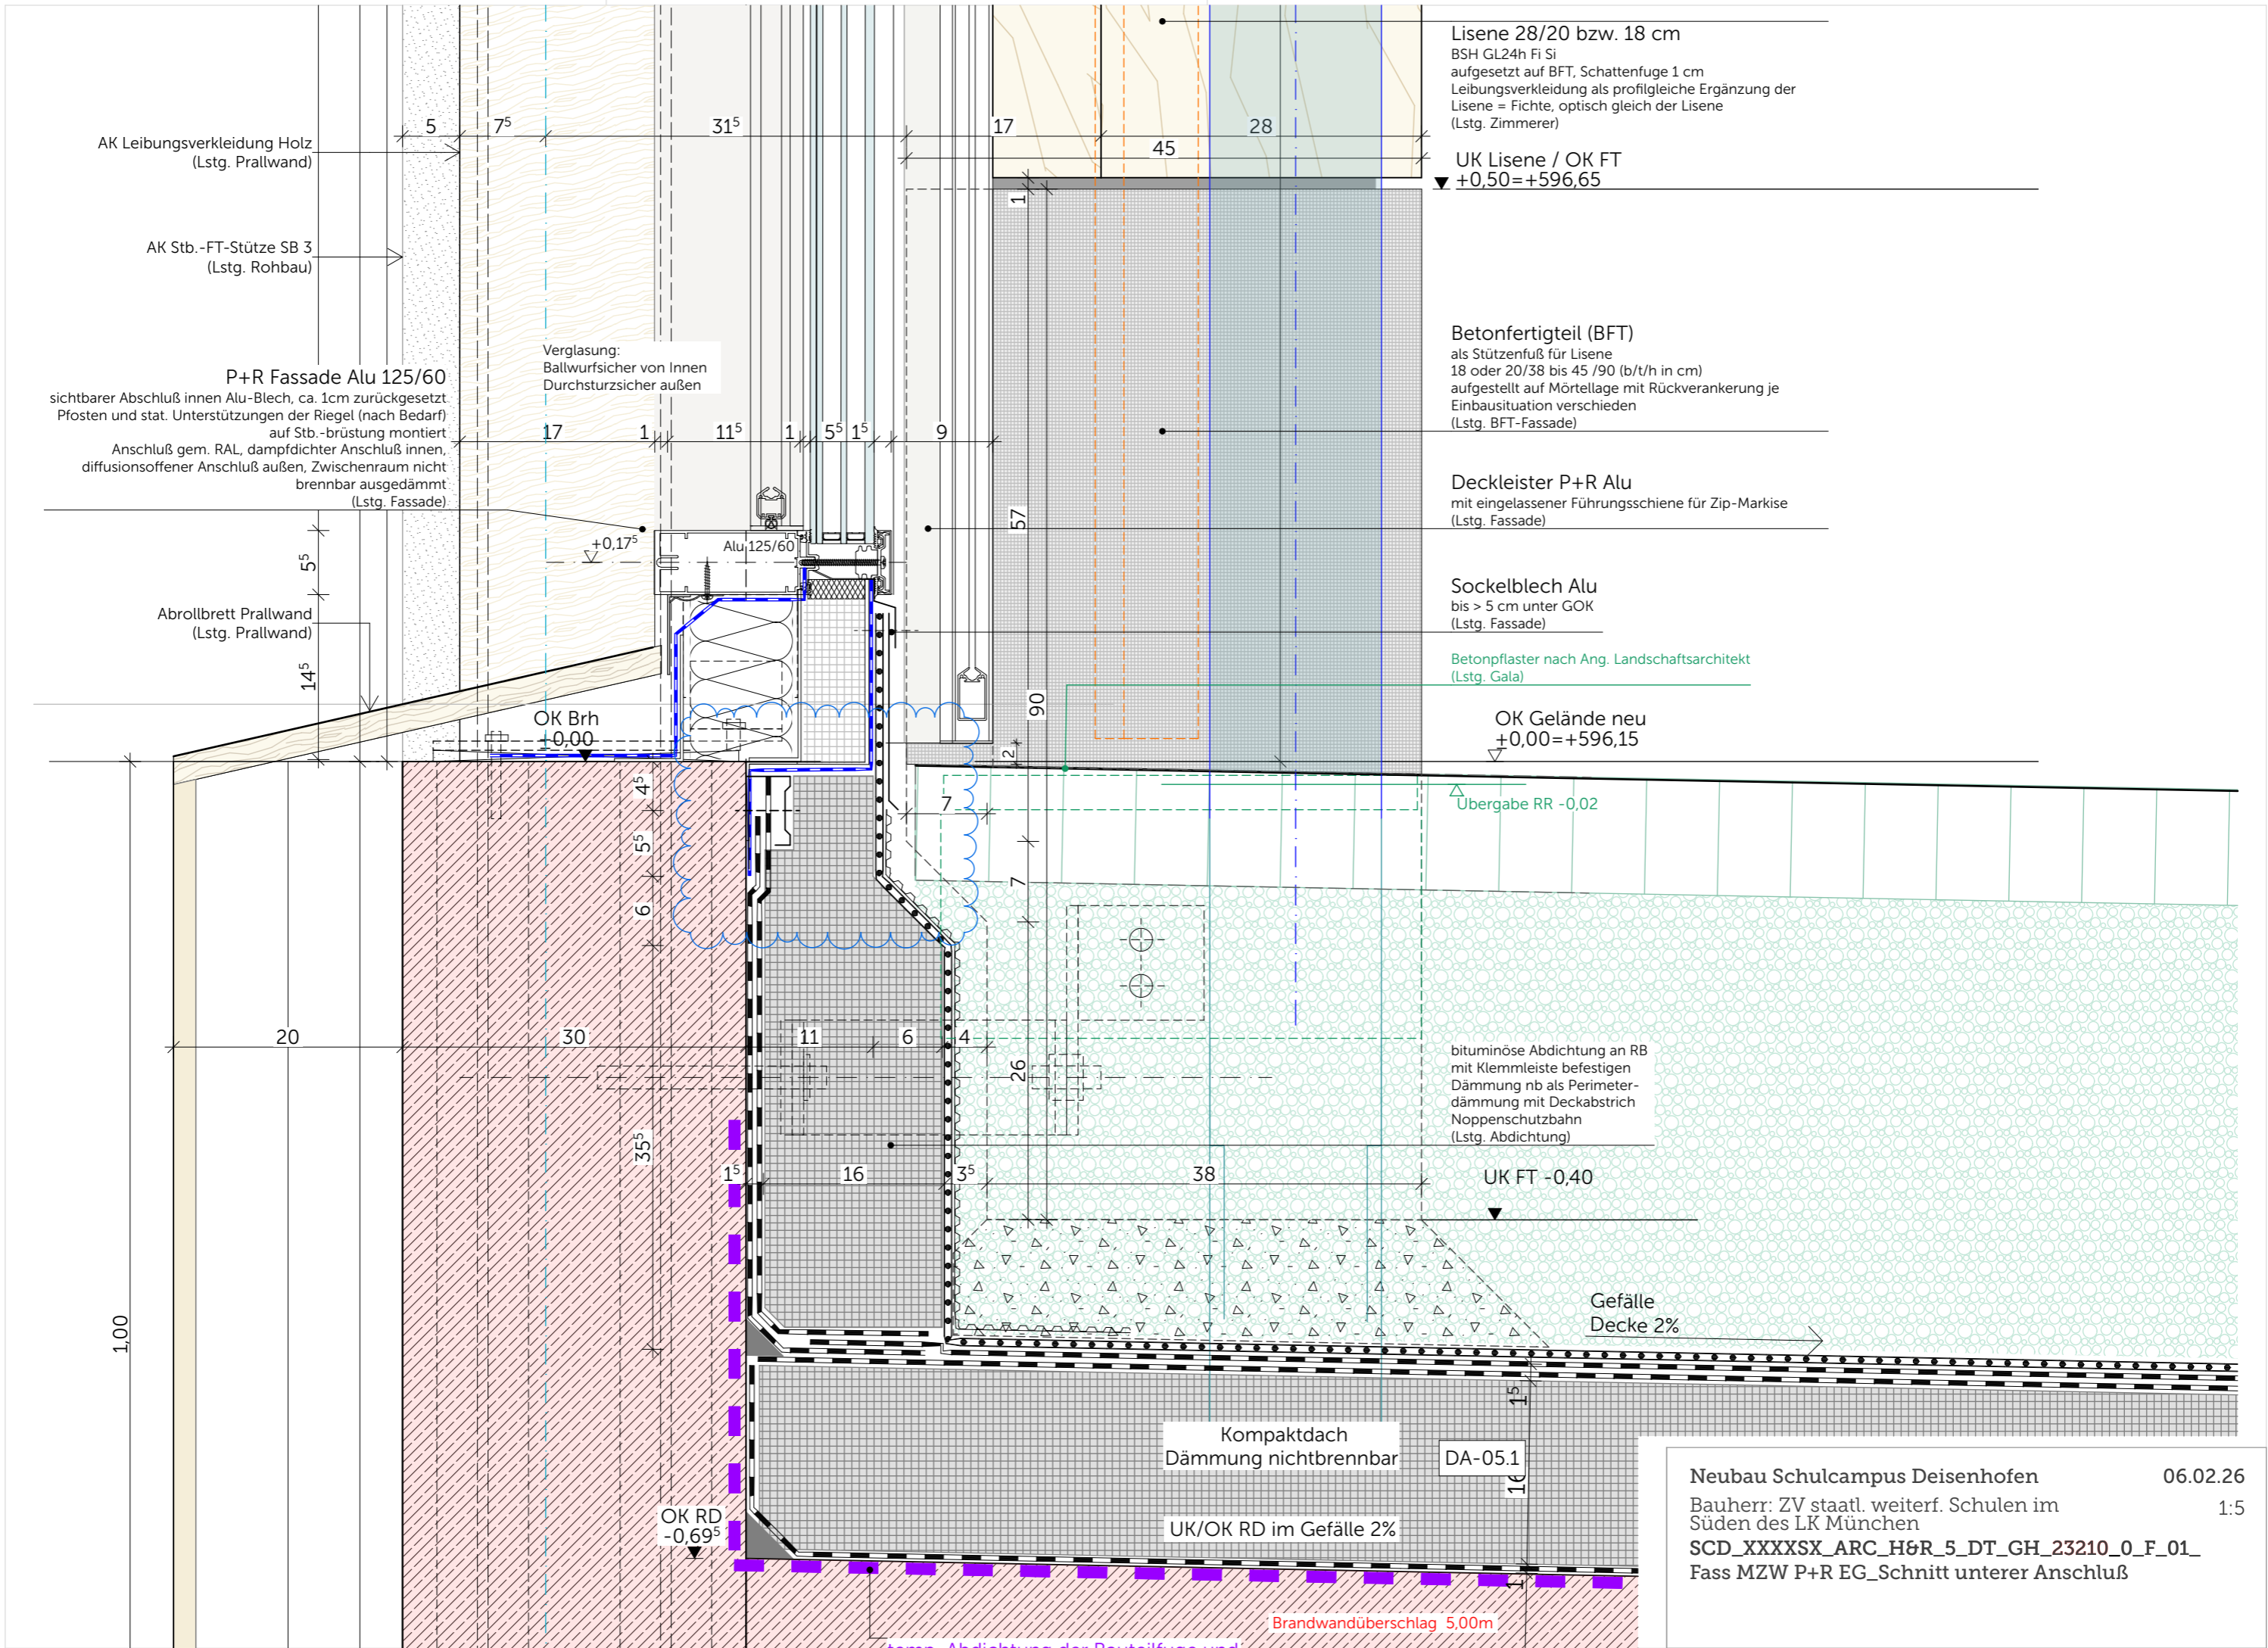 Lisene 28/20 bzw. 18 cm
BSH GL24h Fi Si
aufgesetzt auf BFT, Schattenfuge 1 cm
Leibungsverkleidung als profilgleiche Ergänzung der
Lisene = Fichte, optisch gleich der Lisene
(Lstg. Zimmerer)
5
7⁵
31⁵
17
28
45
AK Leibungsverkleidung Holz
(Lstg. Prallwand)
UK Lisene / OK FT
+0,50=+596,65
1
AK Stb.-FT-Stütze SB 3
(Lstg. Rohbau)
Verglasung:
Ballwurfsicher von Innen
Durchsturzsicher außen
P+R Fassade Alu 125/60
sichtbarer Abschluß innen Alu-Blech, ca. 1cm zurückgesetzt
Pfosten und stat. Unterstützungen der Riegel (nach Bedarf)
auf Stb.-brüstung montiert
Anschluß gem. RAL, dampfdichter Anschluß innen,
diffusionsoffener Anschluß außen, Zwischenraum nicht
brennbar ausgedämmt
(Lstg. Fassade)
Betonfertigteil (BFT)
als Stützenfuß für Lisene
18 oder 20/38 bis 45 /90 (b/t/h in cm)
aufgestellt auf Mörtellage mit Rückverankerung je
Einbausituation verschieden
(Lstg. BFT-Fassade)
17
1
11⁵
1
5⁵
1⁵
9
Deckleister P+R Alu
mit eingelassener Führungsschiene für Zip-Markise
(Lstg. Fassade)
57
+0,17⁵
Alu 125/60
5⁵
Sockelblech Alu
bis > 5 cm unter GOK
(Lstg. Fassade)
Abrollbrett Prallwand
(Lstg. Prallwand)
14⁵
Betonpflaster nach Ang. Landschaftsarchitekt
(Lstg. Gala)
90
OK Brh
+0,00
OK Gelände neu
+0,00=+596,15
2
4⁵
7
Übergabe RR -0,02
5⁵
7
6
20
30
11
6
4
26
bituminöse Abdichtung an RB
mit Klemmleiste befestigen
Dämmung nb als Perimeter-
dämmung mit Deckabstrich
Noppenschutzbahn
(Lstg. Abdichtung)
35⁵
1⁵
16
3⁵
38
UK FT -0,40
1,00
Gefälle
Decke 2%
1⁵
Kompaktdach
Dämmung nichtbrennbar
DA-05.1
16
OK RD
-0,69⁵
UK/OK RD im Gefälle 2%
1
Brandwandüberschlag 5,00m
temp. Abdichtung der Bauteilfuge und
Neubau Schulcampus Deisenhofen 06.02.26
Bauherr: ZV staatl. weiterf. Schulen im 1:5
Süden des LK München
SCD_XXXXSX_ARC_H&R_5_DT_GH_23210_0_F_01_
Fass MZW P+R EG_Schnitt unterer Anschluß